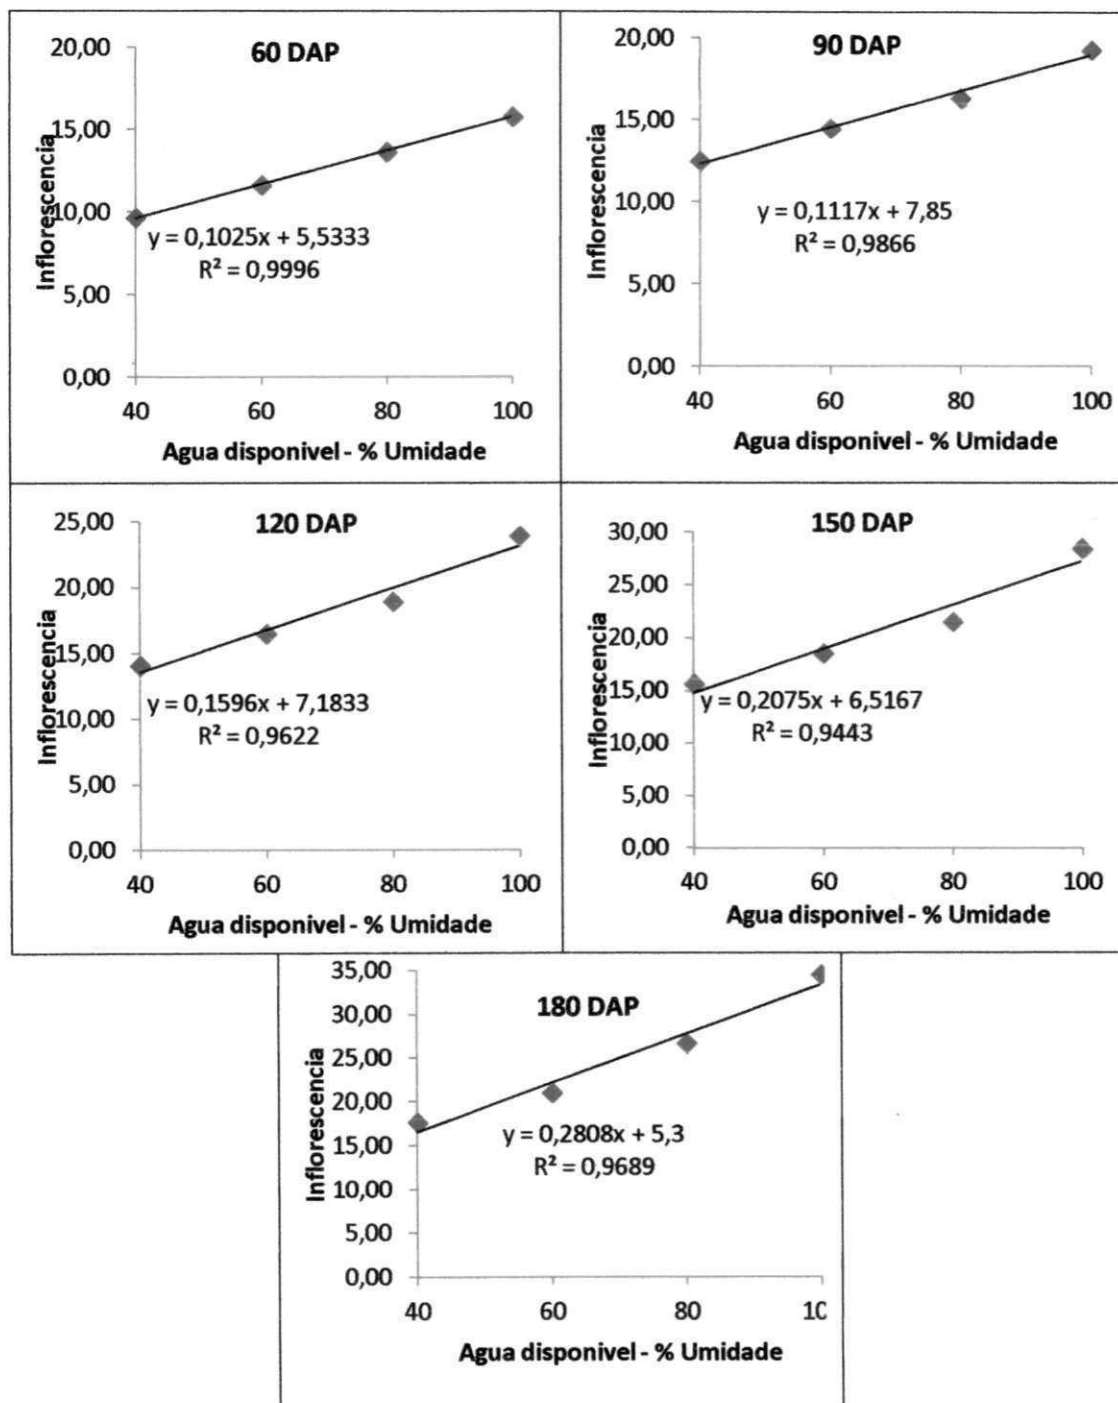 60 DAP
20,00
15,00
10,00
5,00
0,00
Inflorescencia
y = 0,1025x + 5,5333
R² = 0,9996
40 60 80 100
Agua disponivel - % Umidade
90 DAP
20,00
15,00
10,00
5,00
0,00
Inflorescencia
y = 0,1117x + 7,85
R² = 0,9866
40 60 80 100
Agua disponivel - % Umidade
120 DAP
25,00
20,00
15,00
10,00
5,00
0,00
Inflorescencia
y = 0,1596x + 7,1833
R² = 0,9622
40 60 80 100
Agua disponivel - % Umidade
150 DAP
30,00
25,00
20,00
15,00
10,00
5,00
0,00
Inflorescencia
y = 0,2075x + 6,5167
R² = 0,9443
40 60 80 100
Agua disponivel - % Umidade
180 DAP
35,00
30,00
25,00
20,00
15,00
10,00
5,00
0,00
Inflorescencia
y = 0,2808x + 5,3
R² = 0,9689
40 60 80 10
Agua disponivel - % Umidade